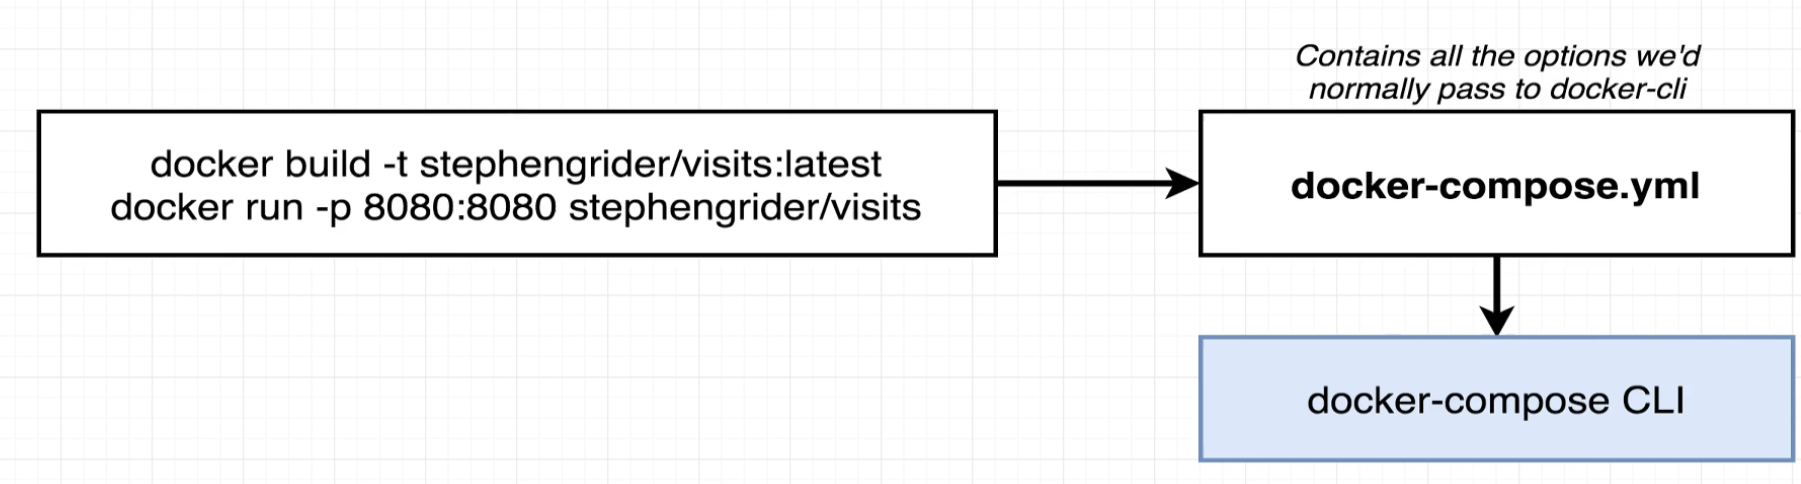 Contains all the options we'd
normally pass to docker-cli
docker build -t stephengrider/visits:latest
docker run -p 8080:8080 stephengrider/visits
docker-compose.yml
docker-compose CLI